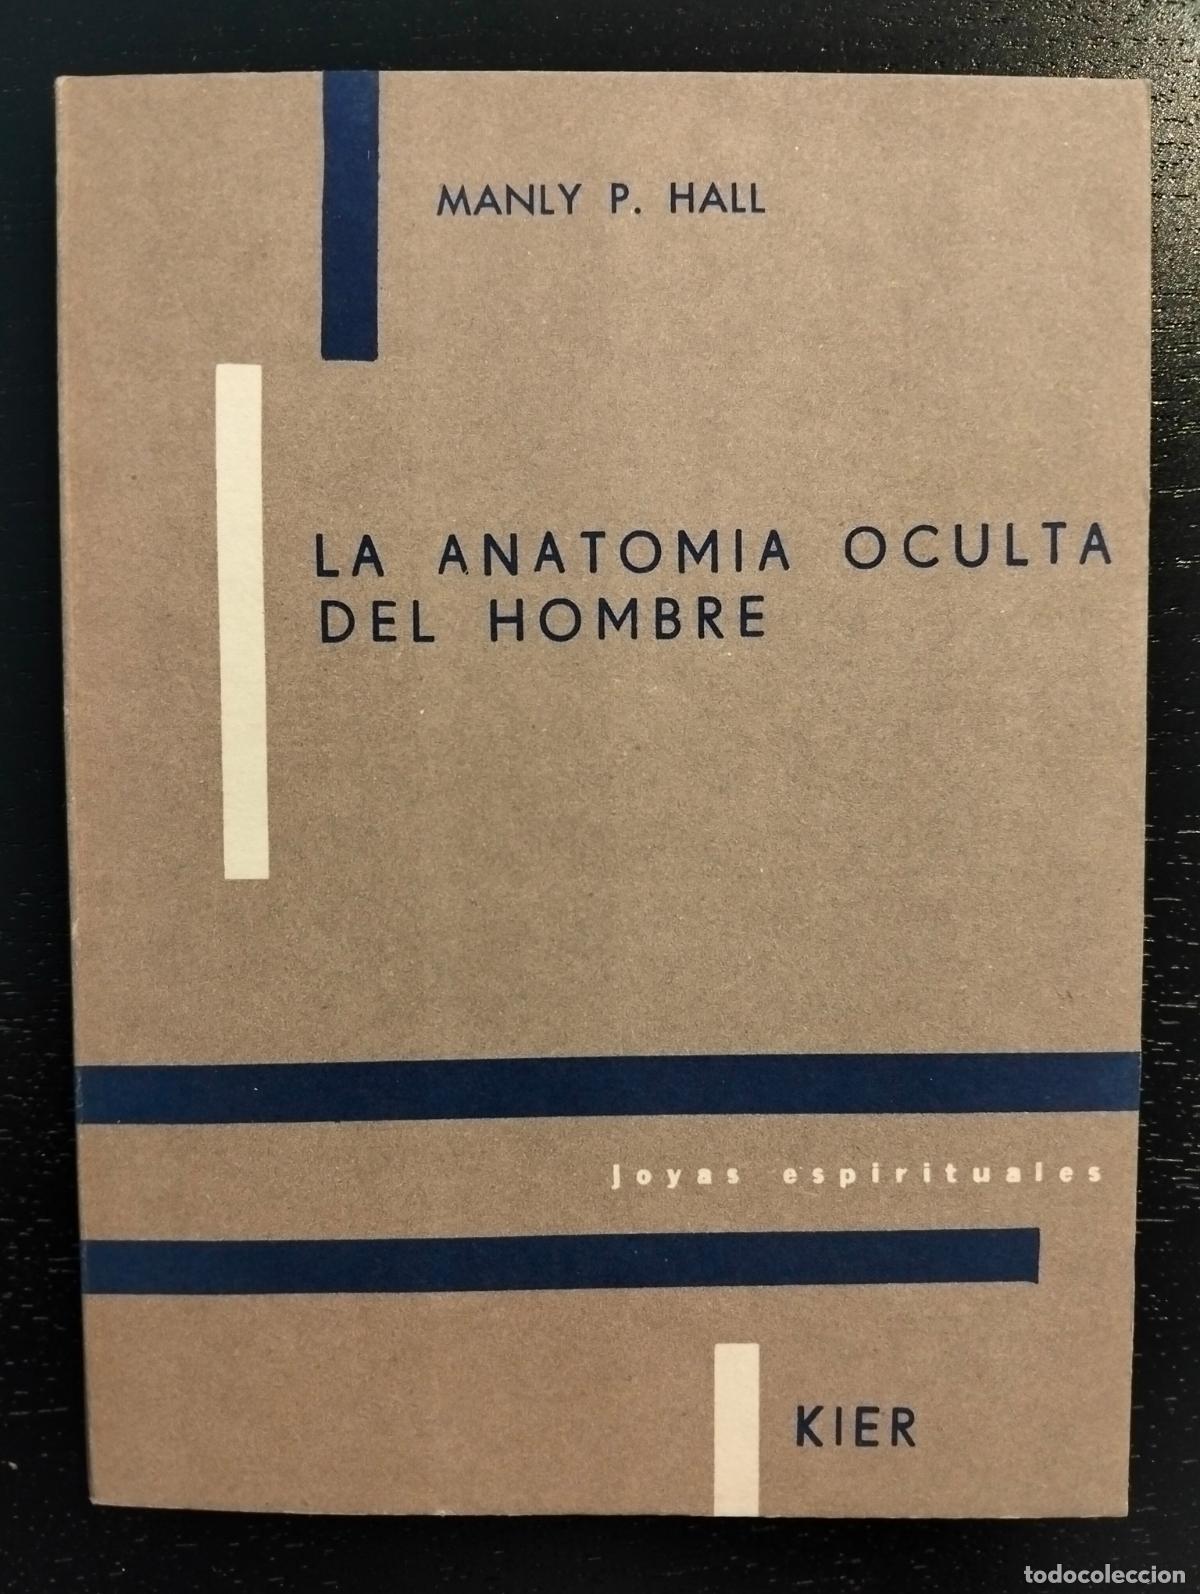 MANLY P. HALL
LA ANATOMIA OCULTA
DEL HOMBRE
joyas espirituales
KIER
todocoleccion